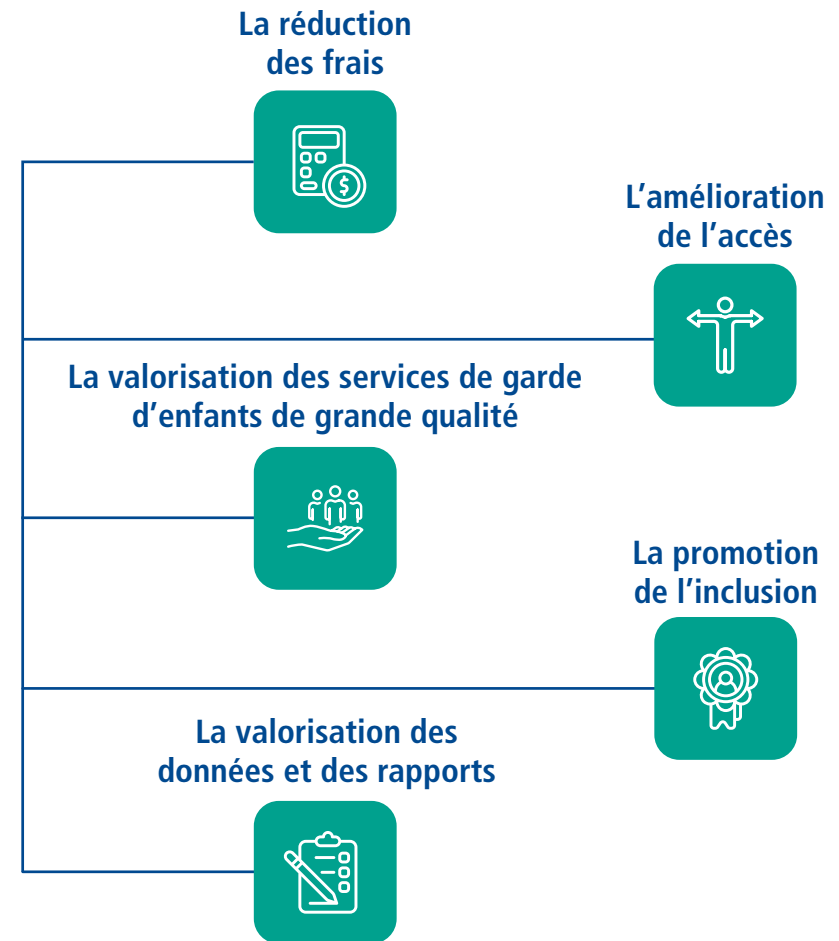 La réduction
des frais
$
L’amélioration
de l’accès
La valorisation des services de garde
d’enfants de grande qualité
La promotion
de l’inclusion
La valorisation des
données et des rapports